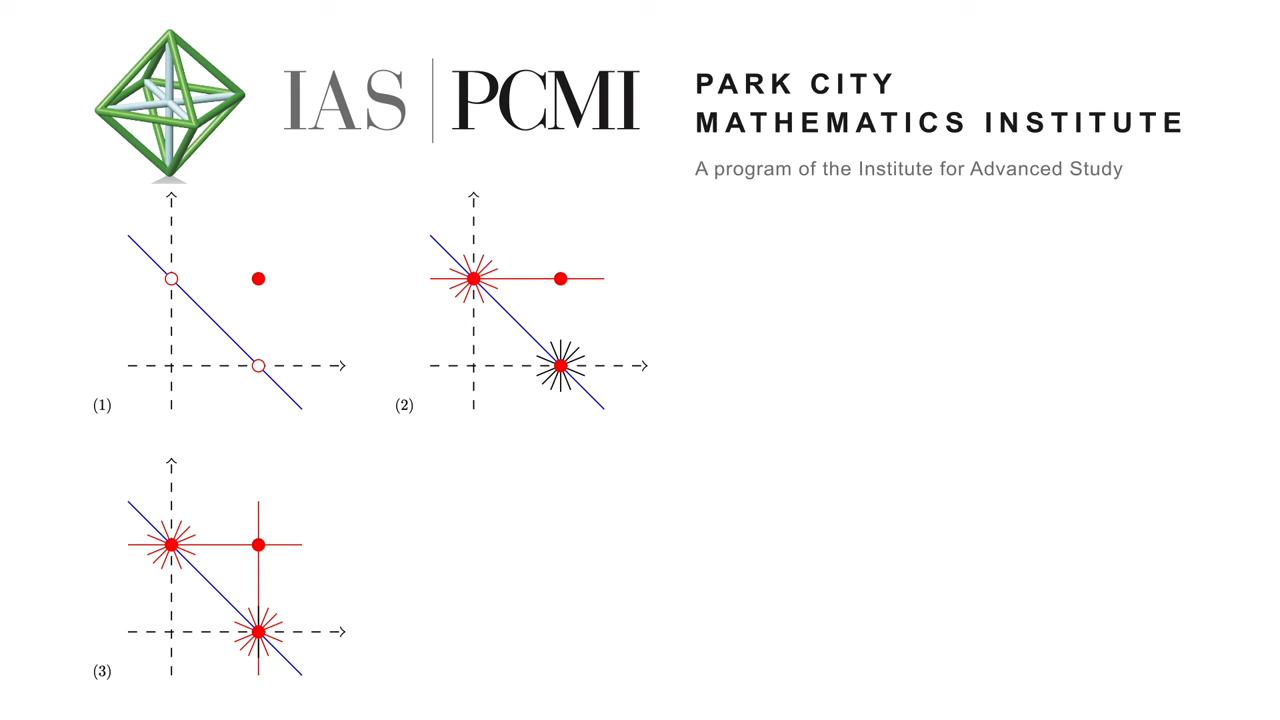 IAS | PCMI
PARK CITY
MATHEMATICS INSTITUTE
A program of the Institute for Advanced Study
(1)
(2)
(3)